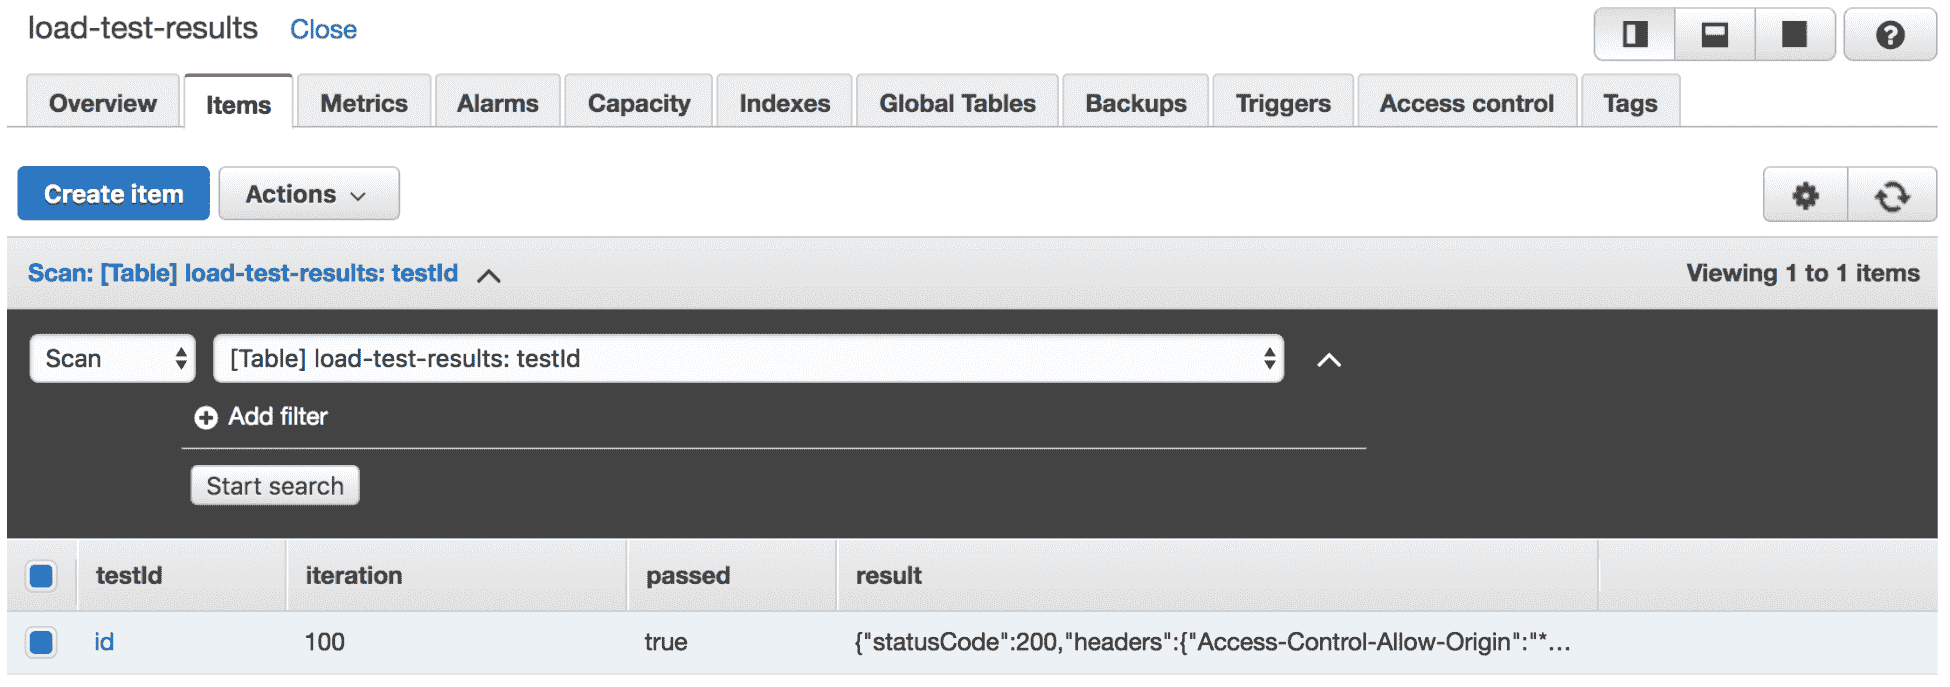 load-test-results Close
Overview Items Metrics Alarms Capacity Indexes Global Tables Backups Triggers Access control Tags
Create item Actions
Scan: [Table] load-test-results: testId Viewing 1 to 1 items
Scan [Table] load-test-results: testId
Add filter
Start search
testId iteration passed result
id 100 true {"statusCode":200,"headers":{"Access-Control-Allow-Origin":"*...